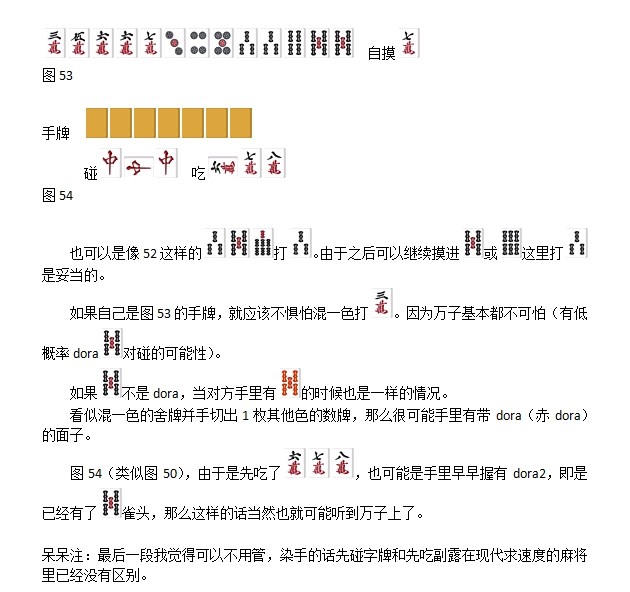 三萬 伍萬 六萬 六萬 七萬 自摸 七萬
图 53
手牌
碰 中 中 中 吃 六萬 七萬 八萬
图 54
也可以是像 52 这样的 打 。由于之后可以继续摸进 或 这里打
是妥当的。
如果自己是图 53 的手牌，就应该不惧怕混一色打 三萬 。因为万子基本都不可怕（有低
概率 dora 对碰的可能性）。
如果 不是 dora，当对方手里有 的时候也是一样的情况。
看似混一色的舍牌并手切出 1 枚其他色的数牌，那么很可能手里有带 dora（赤 dora）
的面子。
图 54（类似图 50），由于是先吃了 六萬 七萬 八萬 ，也可能是手里早早握有 dora2，即是
已经有了 雀头，那么这样的话当然也就可能听到万子上了。
呆呆注：最后一段我觉得可以不用管，染手的话先碰字牌和先吃副露在现代求速度的麻将
里已经没有区别。